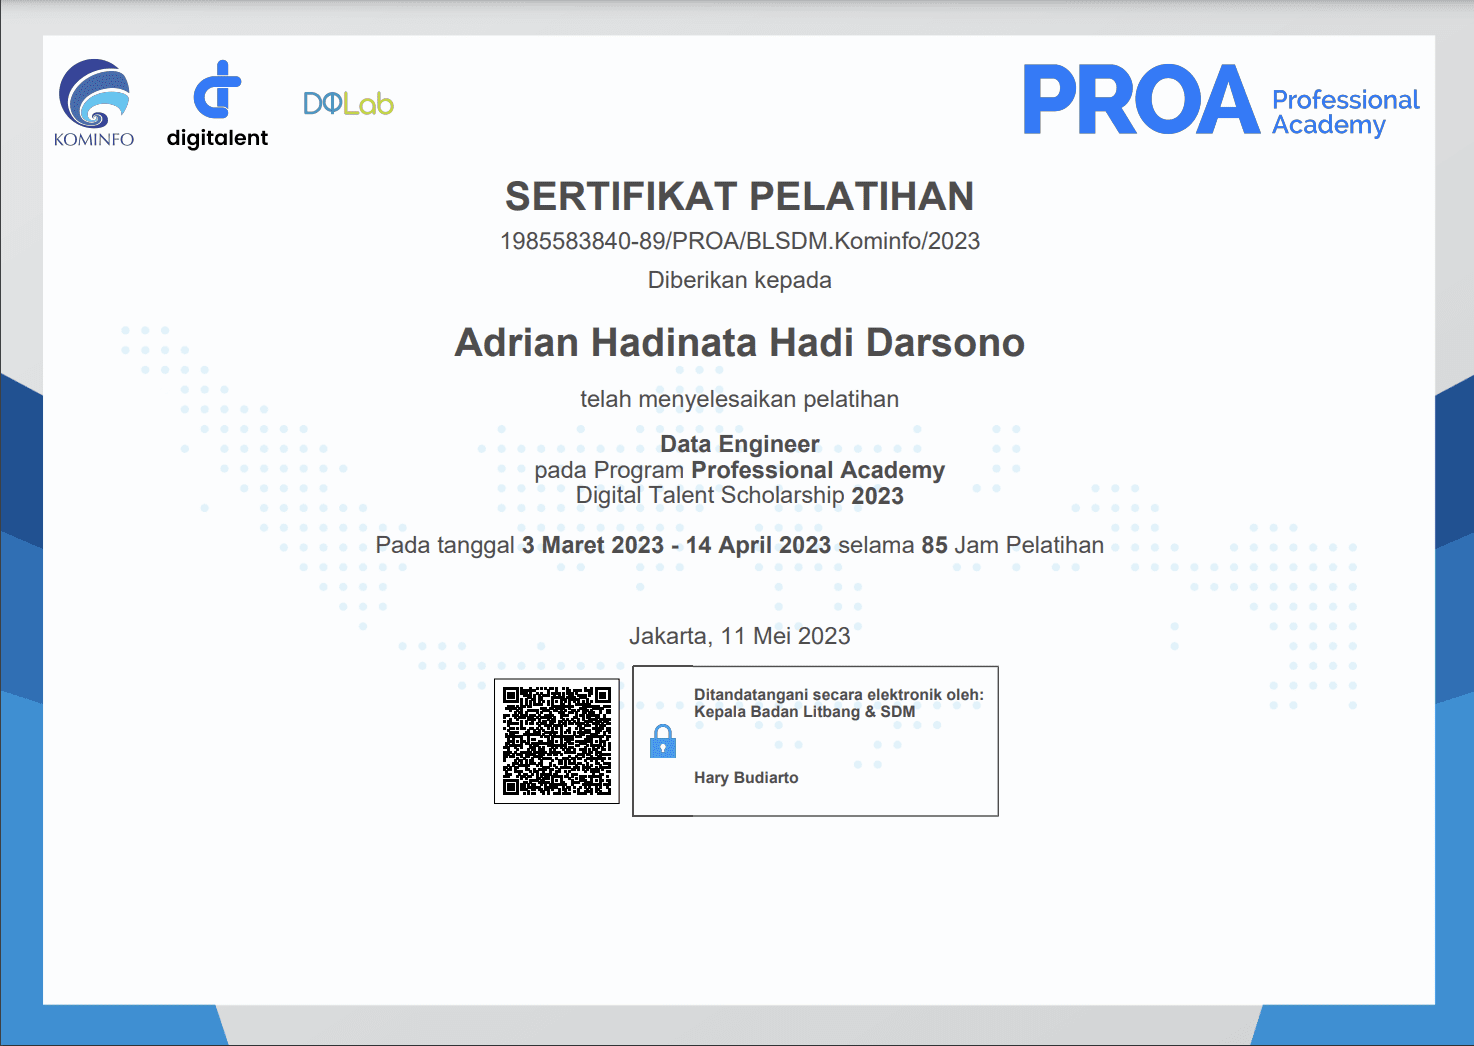 KOMINFO
digitalent
DQLab
PROA Professional Academy
SERTIFIKAT PELATIHAN
1985583840-89/PROA/BLSDM.Kominfo/2023
Diberikan kepada
Adrian Hadinata Hadi Darsono
telah menyelesaikan pelatihan
Data Engineer
pada Program Professional Academy
Digital Talent Scholarship 2023
Pada tanggal 3 Maret 2023 - 14 April 2023 selama 85 Jam Pelatihan
Jakarta, 11 Mei 2023
Ditandatangani secara elektronik oleh:
Kepala Badan Litbang & SDM
Hary Budiarto